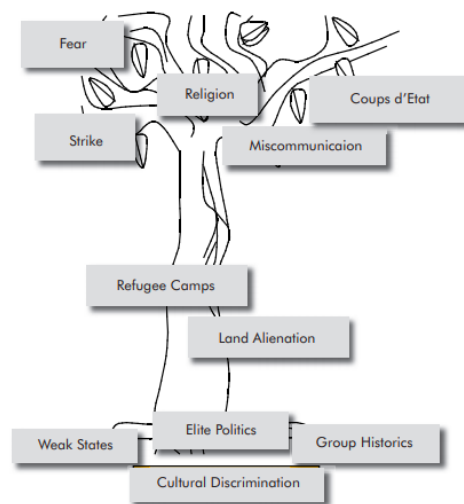 Fear
Religion
Coups d'Etat
Strike
Miscommunicaion
Refugee Camps
Land Alienation
Elite Politics
Weak States
Group Historics
Cultural Discrimination